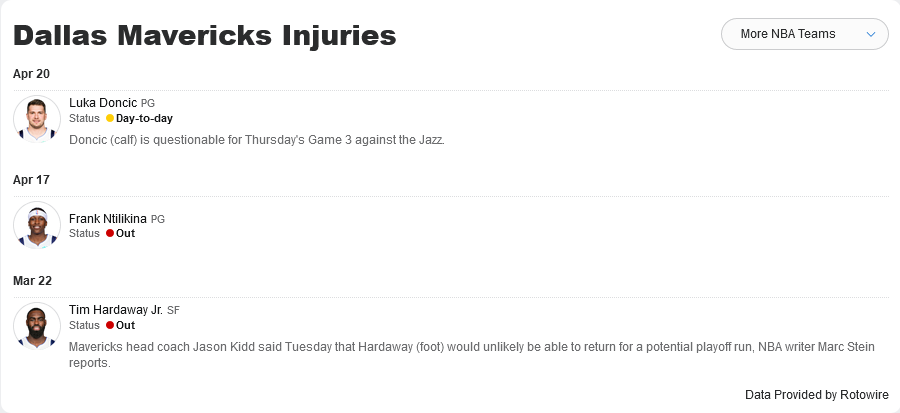 Dallas Mavericks Injuries
More NBA Teams
Apr 20
Luka Doncic PG
Status Day-to-day
Doncic (calf) is questionable for Thursday's Game 3 against the Jazz.
Apr 17
Frank Ntilikina PG
Status Out
Mar 22
Tim Hardaway Jr. SF
Status Out
Mavericks head coach Jason Kidd said Tuesday that Hardaway (foot) would unlikely be able to return for a potential playoff run, NBA writer Marc Stein
reports.
Data Provided by Rotowire